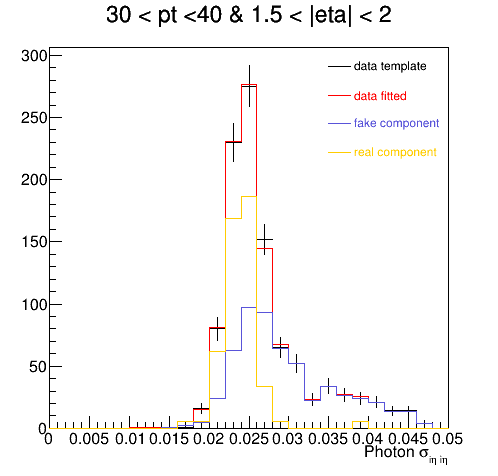 30 < pt <40 & 1.5 < |eta| < 2
300
data template
data fitted
250
fake component
real component
200
150
100
50
0
0 0.005 0.01 0.015 0.02 0.025 0.03 0.035 0.04 0.045 0.05
Photon σiη iη